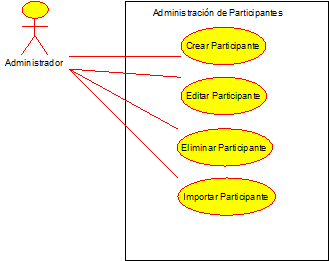 Administración de Participantes
Crear Participante
Administrador
Editar Participante
Eliminar Participante
Importar Participante